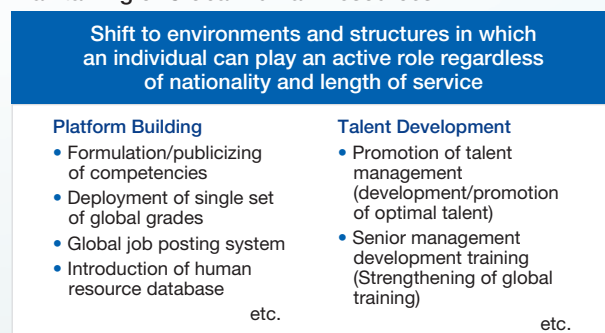 Shift to environments and structures in which
an individual can play an active role regardless
of nationality and length of service
Platform Building
• Formulation/publicizing
of competencies
• Deployment of single set
of global grades
• Global job posting system
• Introduction of human
resource database
etc.
Talent Development
• Promotion of talent
management
(development/promotion
of optimal talent)
• Senior management
development training
(Strengthening of global
training)
etc.